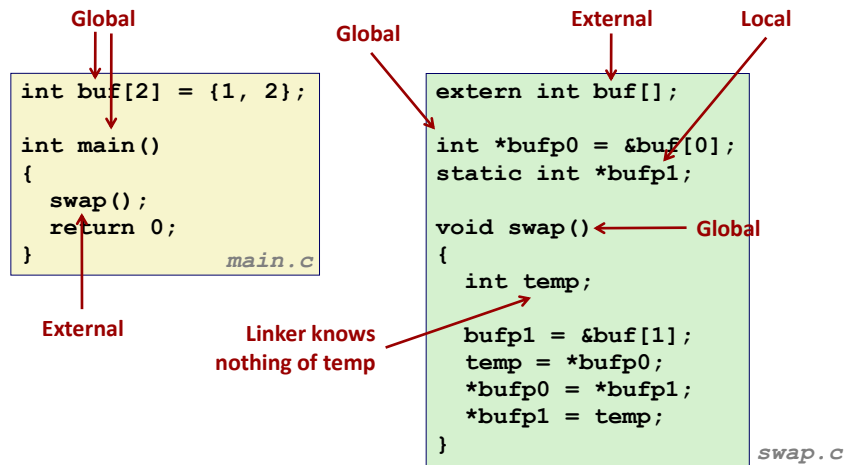 Global
int buf[2] = {1, 2};
int main()
{
swap();
return 0;
}
main.c
External
Global
External
Local
extern int buf[];
int *bufp0 = &buf[0];
static int *bufp1;
void swap()
Global
{
int temp;
Linker knows
nothing of temp
bufp1 = &buf[1];
temp = *bufp0;
*bufp0 = *bufp1;
*bufp1 = temp;
}
swap.c